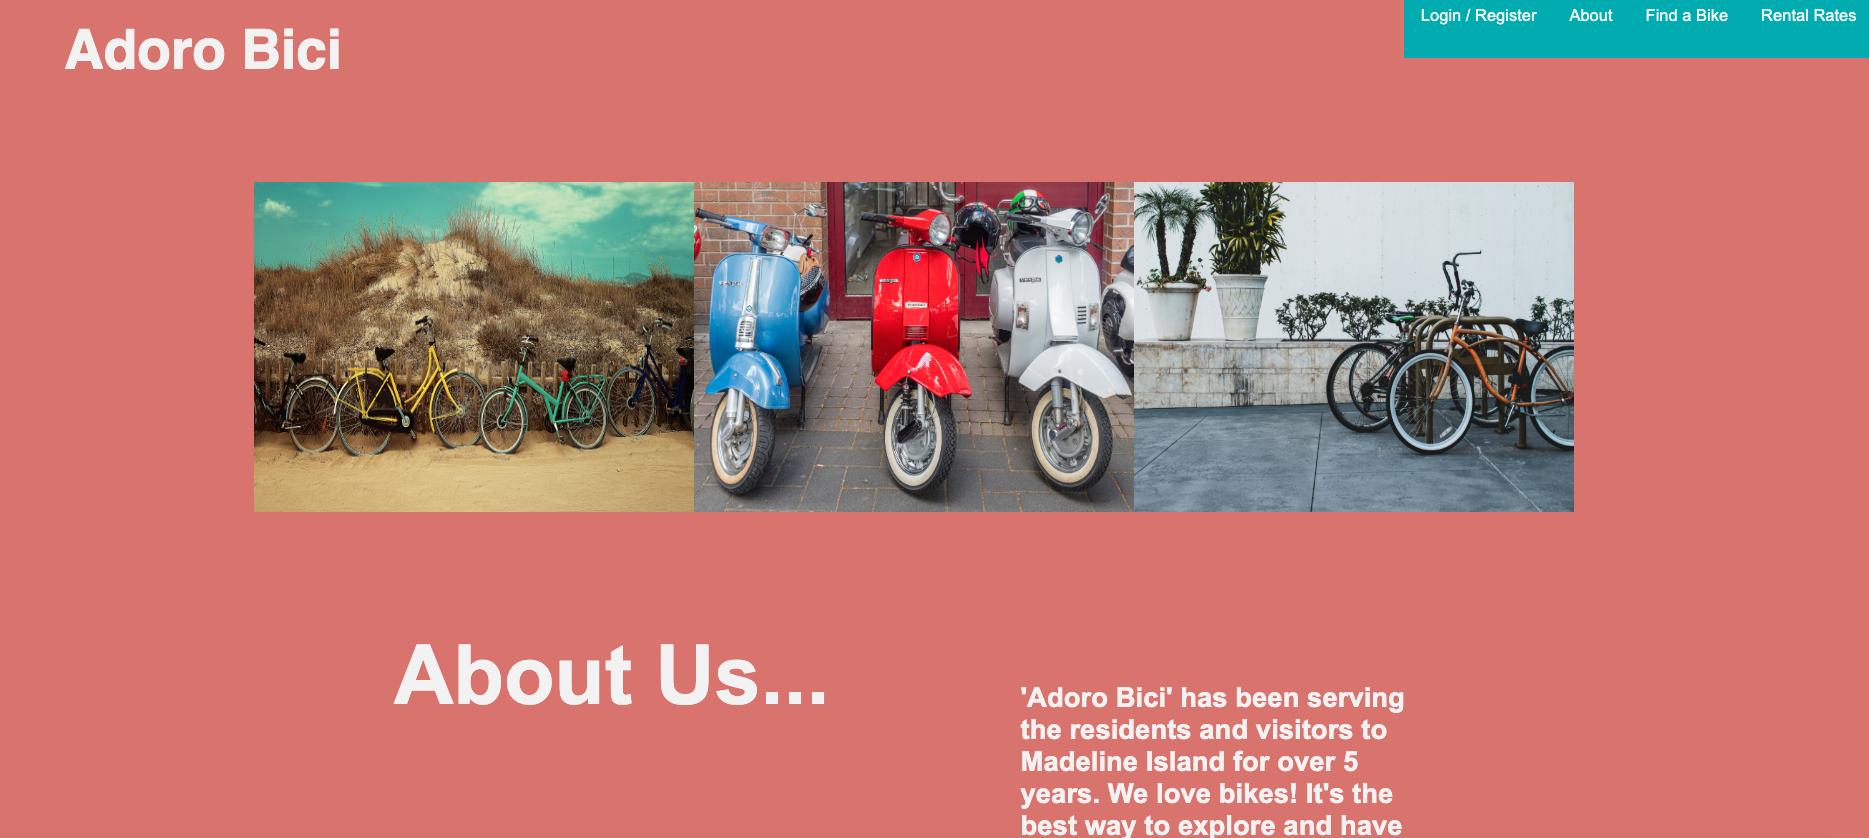 Adoro Bici
Login / Register About Find a Bike Rental Rates
About Us...
'Adoro Bici' has been serving
the residents and visitors to
Madeline Island for over 5
years. We love bikes! It's the
best way to explore and have